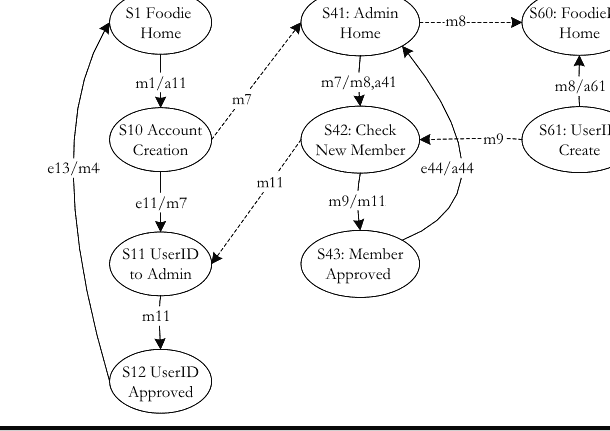 S1 Foodie
Home
S41: Admin
Home
m8
Home
m1/a11
m7/m8,a41
m8/a61
m7
S10 Account
Creation
S42: Check
New Member
m9
S61: UserI
Create
e13/m4
e44/a44
m11
e11/m7
m9/m11
S11 UserID
to Admin
S43: Member
Approved
m11
S12 UserID
Approved